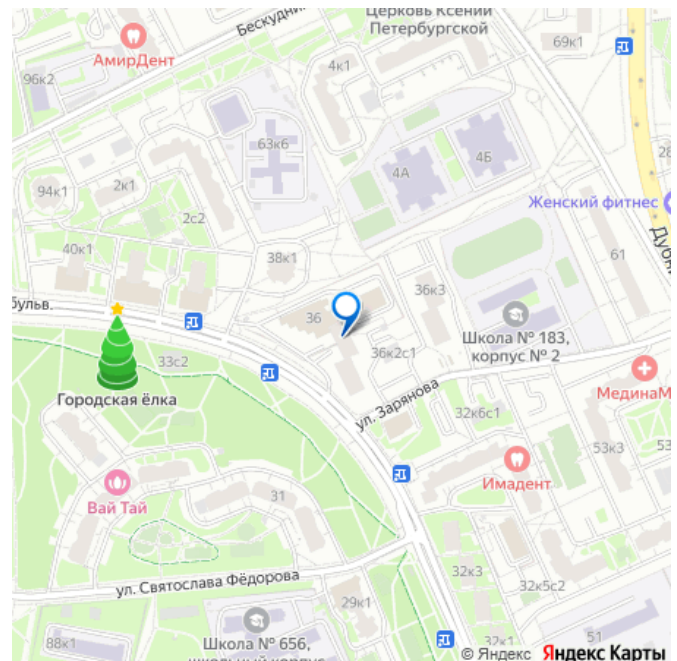 Церковь Ксении
Петербургской
Бескудни
АмирДент
69к1
4к1
96к2
63к6
4Б
4А
94к1
2к1
2с2
Женский фитнес
Дубн
61
40к1
38к1
36к3
бульв.
36
Школа № 183,
корпус № 2
33с2
36к2с1
Городская ёлка
ул. Зарянова
МединаМ
32к6с1
53к3
Имадент
Вай Тай
31
ул. Святослава Фёдорова
32к3
32к5с2
29к1
88к1
Школа № 656,
32к1
51
© Яндекс Яндекс Карты